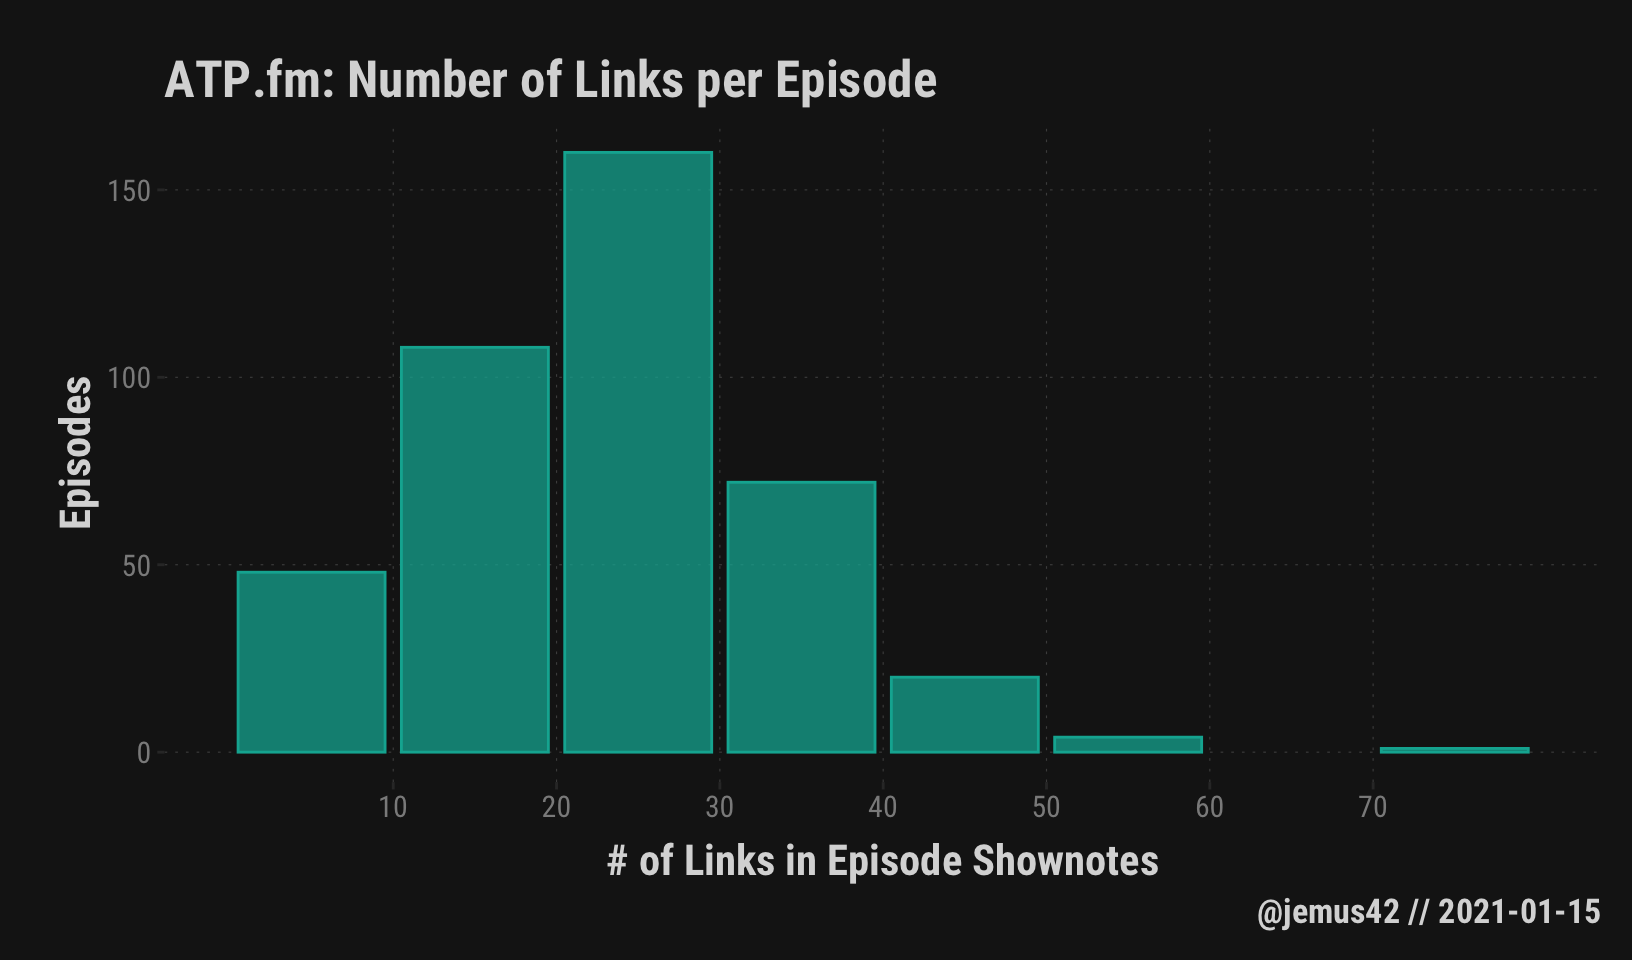 ATP.fm: Number of Links per Episode
150
100
50
0
Episodes
10 20 30 40 50 60 70
# of Links in Episode Shownotes
@jemus42 // 2021-01-15